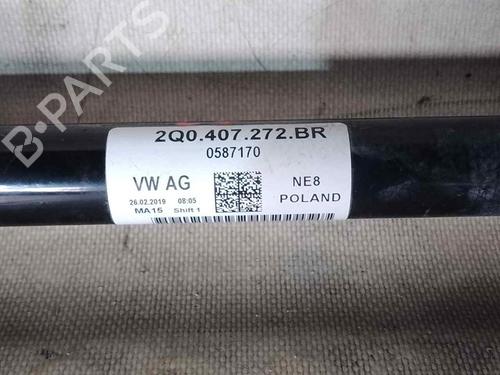 B-PARTS
2Q0.407.272.BR
0587170
VW AG
NE8
26.02.2019 08:05
POLAND
MA15 Shift 1